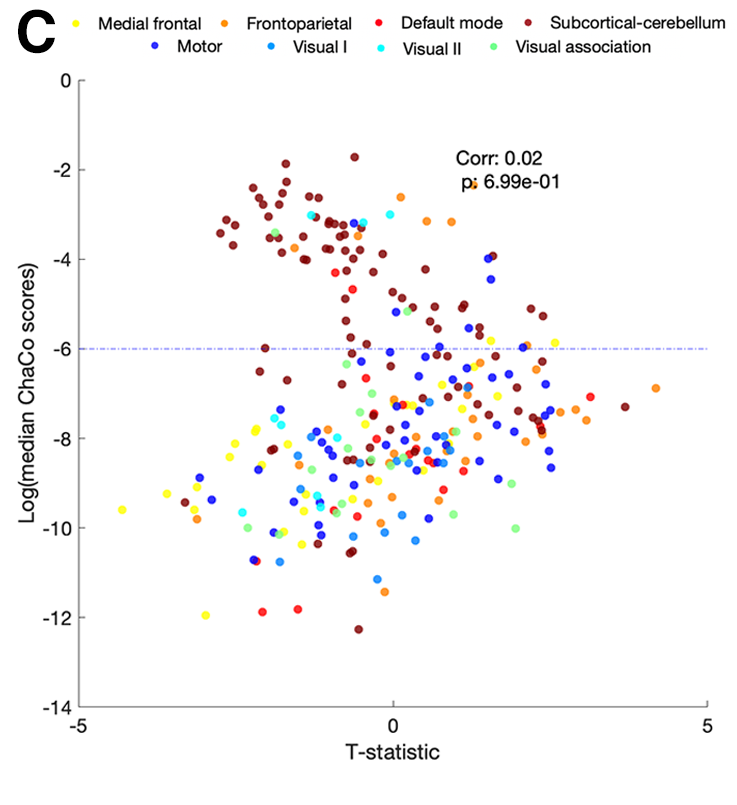 C
Medial frontal Frontoparietal Default mode Subcortical-cerebellum
Motor Visual I Visual II Visual association
0
Corr: 0.02
-2
p: 6.99e-01
-4
-6
-8
-10
-12
-14
-5 0 5
Log(median ChaCo scores)
T-statistic